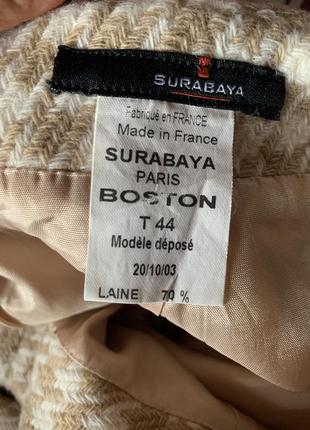 SURABAYA
Fabriqué en FRANCE
Made in France
SURABAYA
PARIS
BOSTON
T 44
Modèle déposé
20/10/03
LAINE 70 %